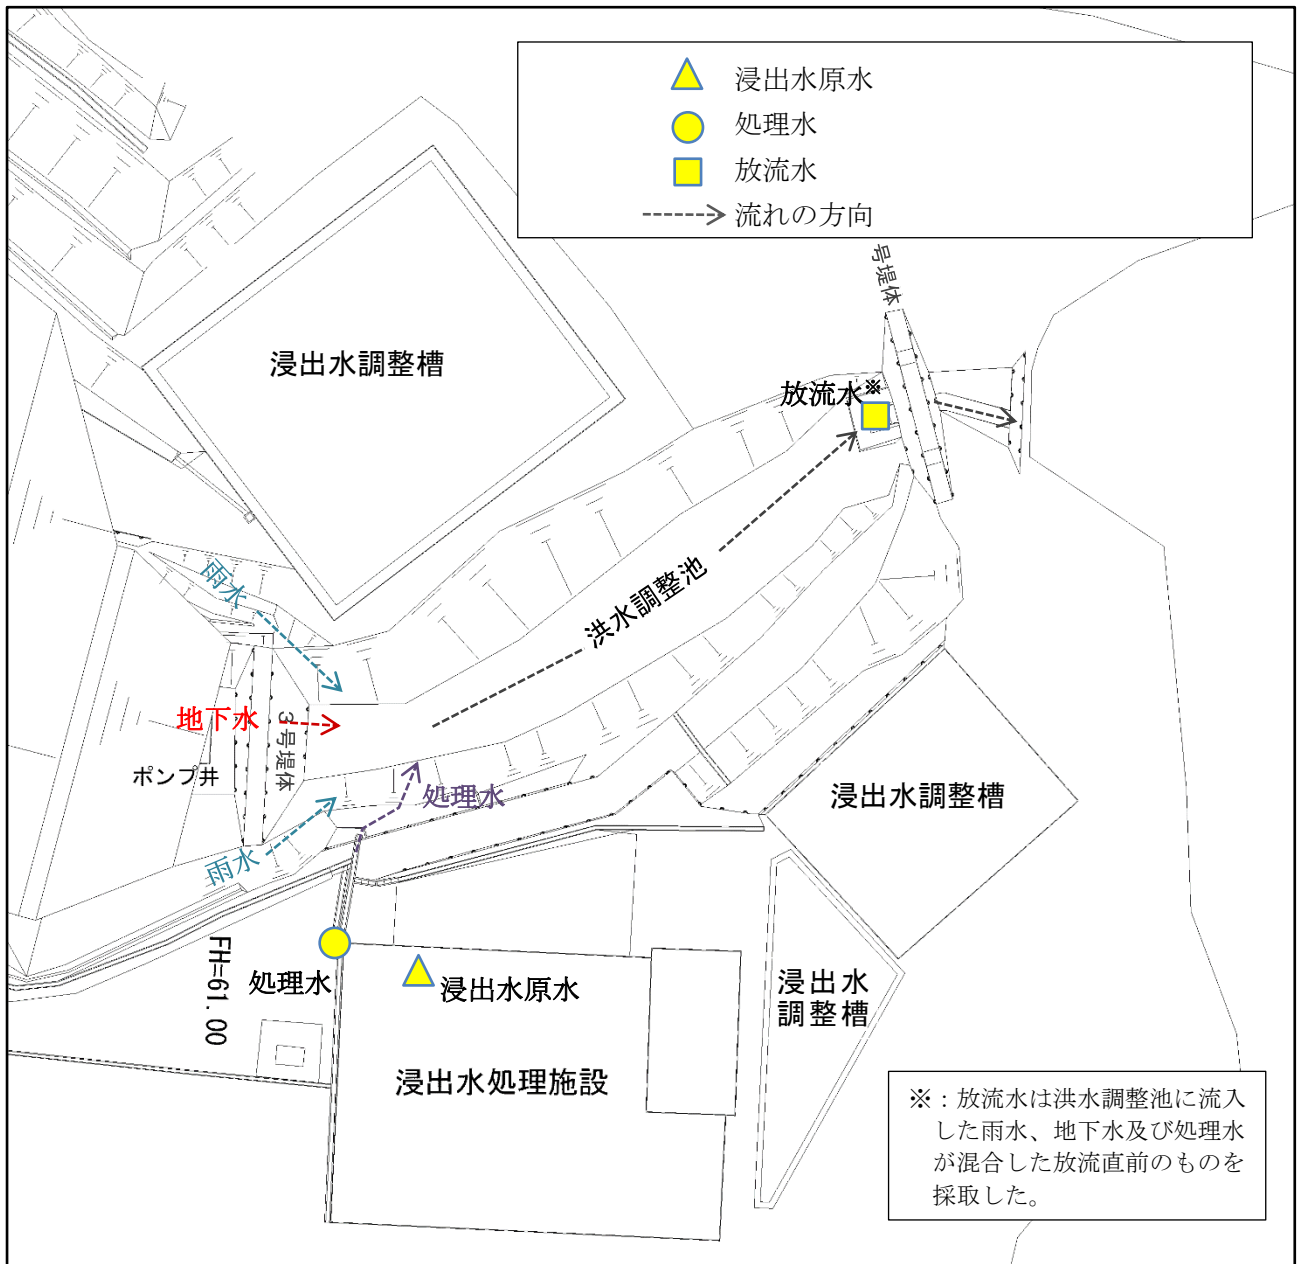 浸出水原水
処理水
放流水
流れの方向
号堤体
浸出水調整槽
放流水※
雨水
洪水調整池
地下水
3号堤体
ポンプ井
処理水
浸出水調整槽
雨水
FH=61.00
処理水
浸出水原水
浸出水
調整槽
浸出水処理施設
※：放流水は洪水調整池に流入
した雨水、地下水及び処理水
が混合した放流直前のものを
採取した。